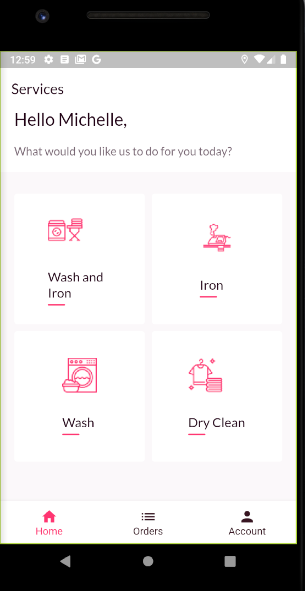 12:59
Services
Hello Michelle,
What would you like us to do for you today?
Wash and
Iron
Iron
Wash
Dry Clean
Home
Orders
Account